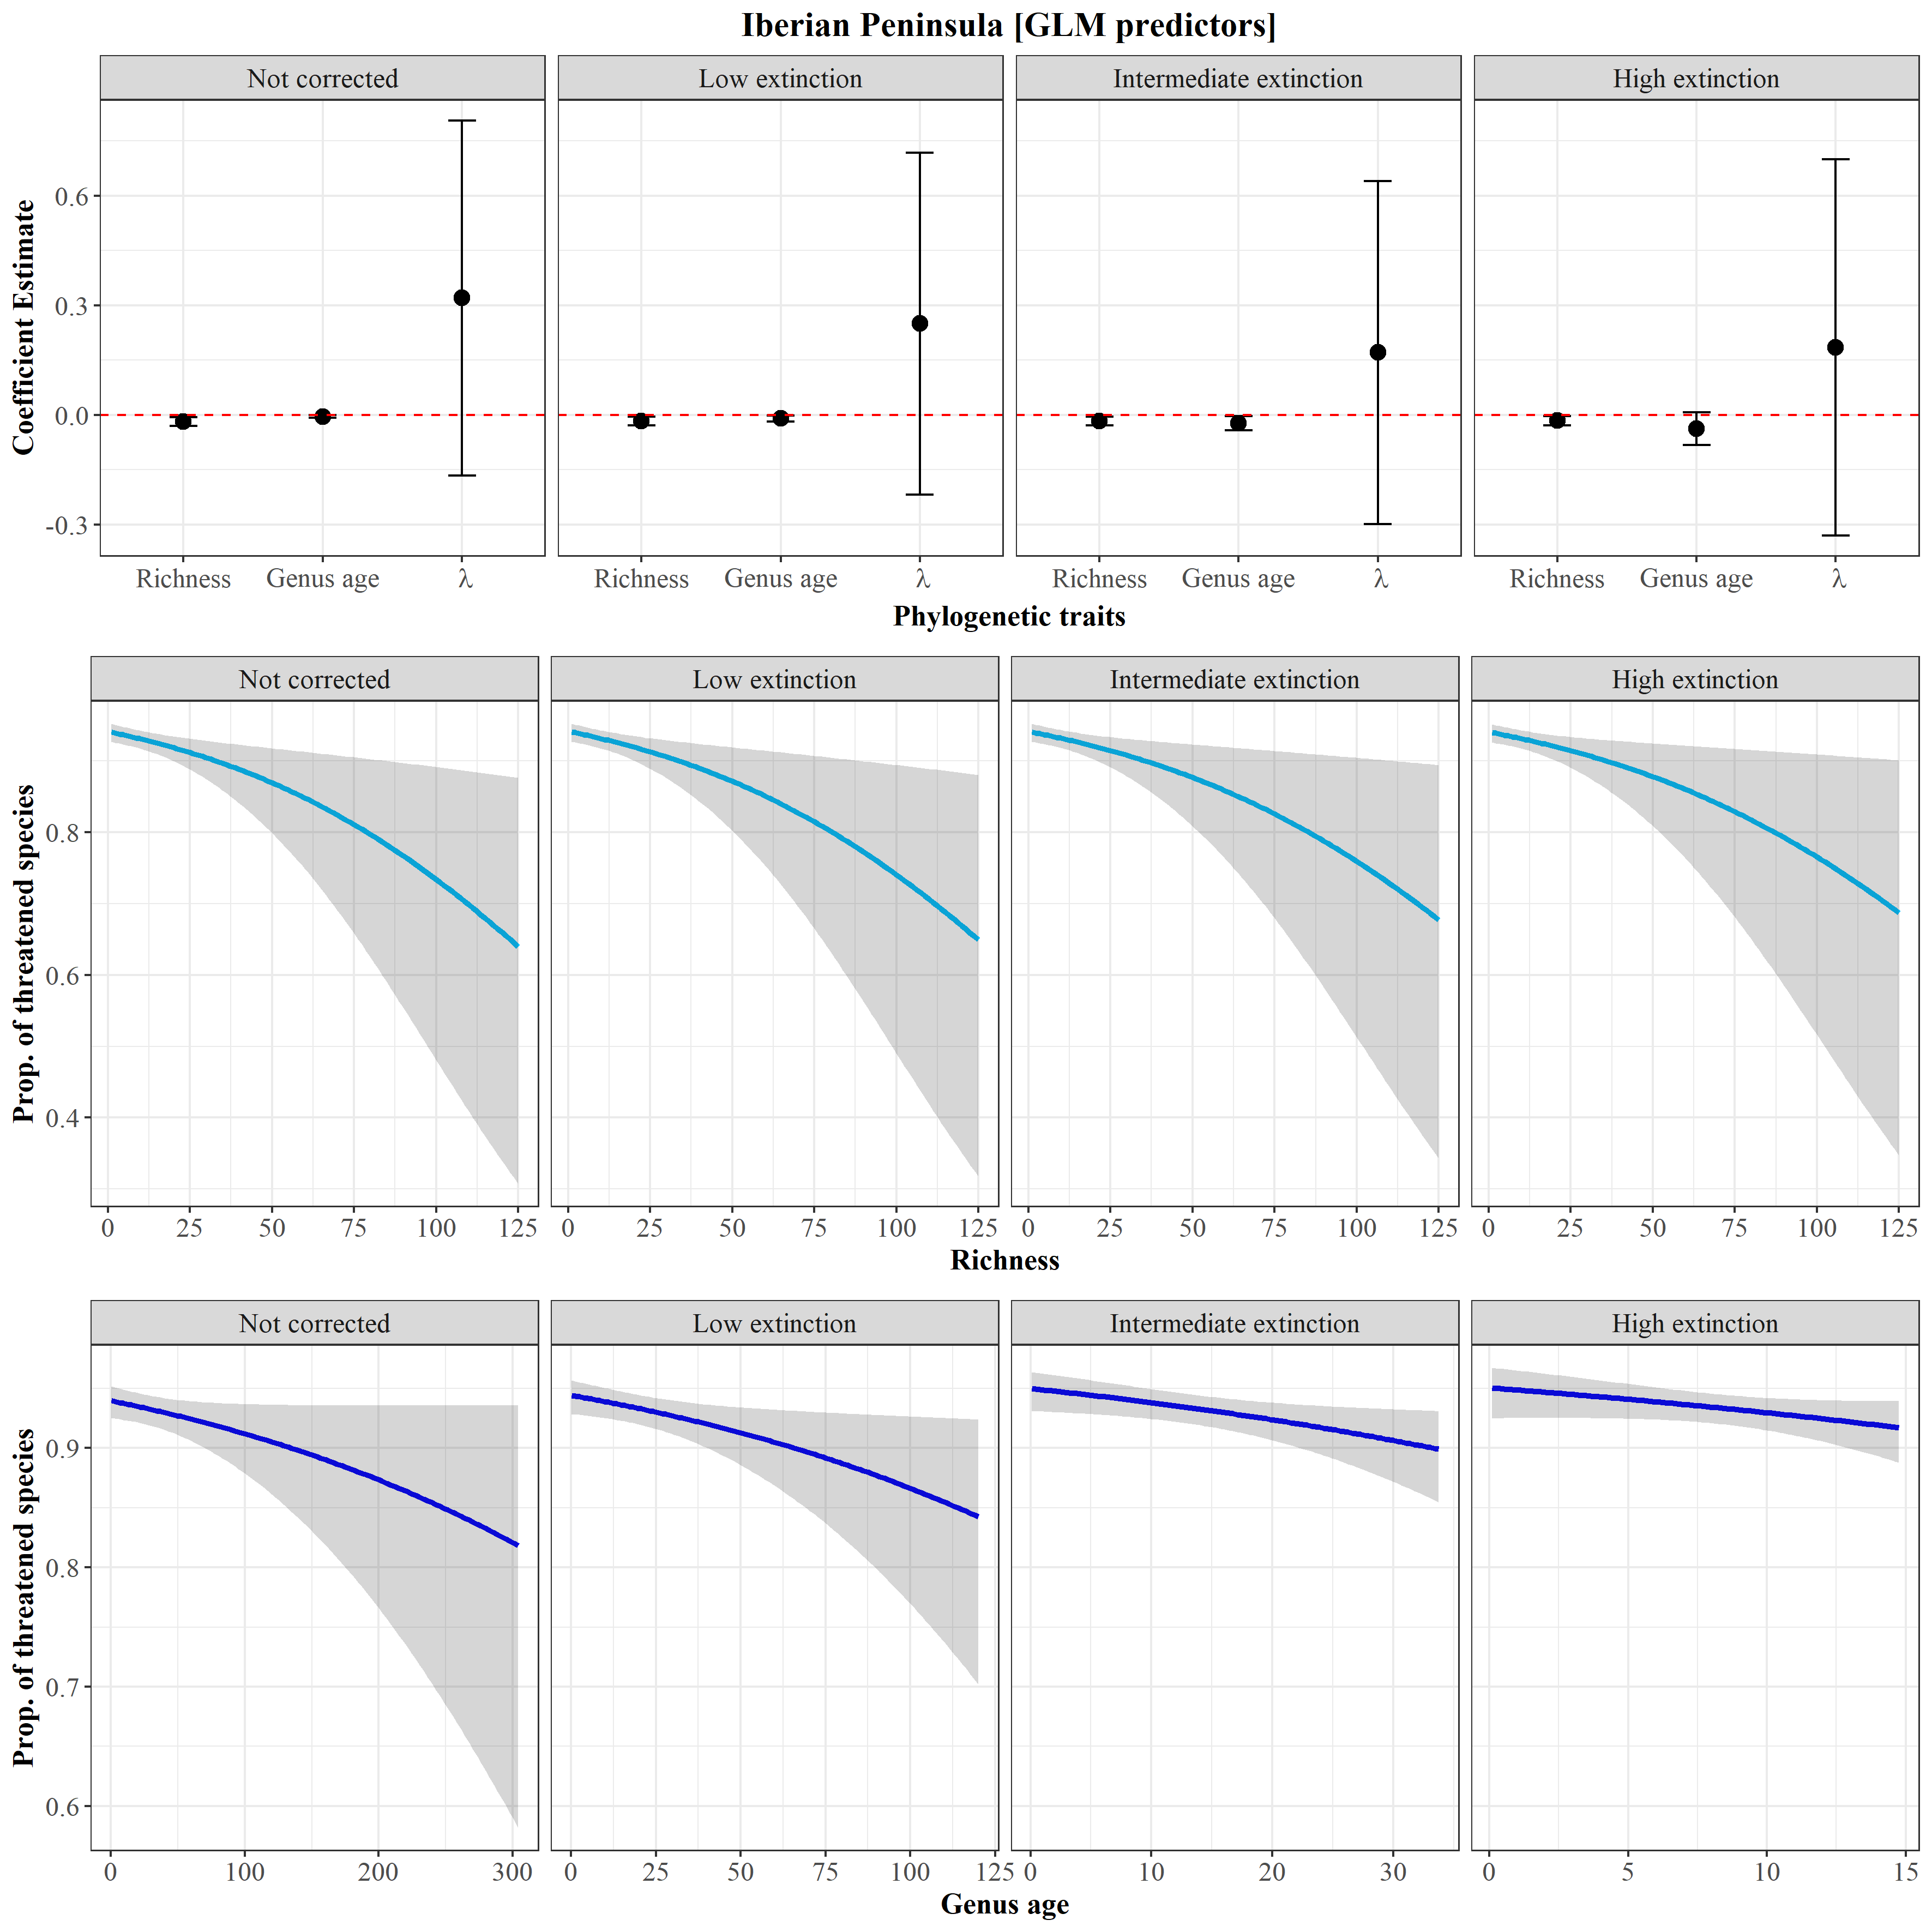 Iberian Peninsula [GLM predictors]
Not corrected Low extinction Intermediate extinction High extinction
Coefficient Estimate
0.6
0.3
0.0
-0.3
Richness Genus age λ Richness Genus age λ Richness Genus age λ Richness Genus age λ
Phylogenetic traits
Not corrected Low extinction Intermediate extinction High extinction
Prop. of threatened species
0.8
0.6
0.4
0 25 50 75 100 125 0 25 50 75 100 125 0 25 50 75 100 125 0 25 50 75 100 125
Richness
Not corrected Low extinction Intermediate extinction High extinction
Prop. of threatened species
0.9
0.8
0.7
0.6
0 100 200 300 0 25 50 75 100 125 0 10 20 30 0 5 10 15
Genus age